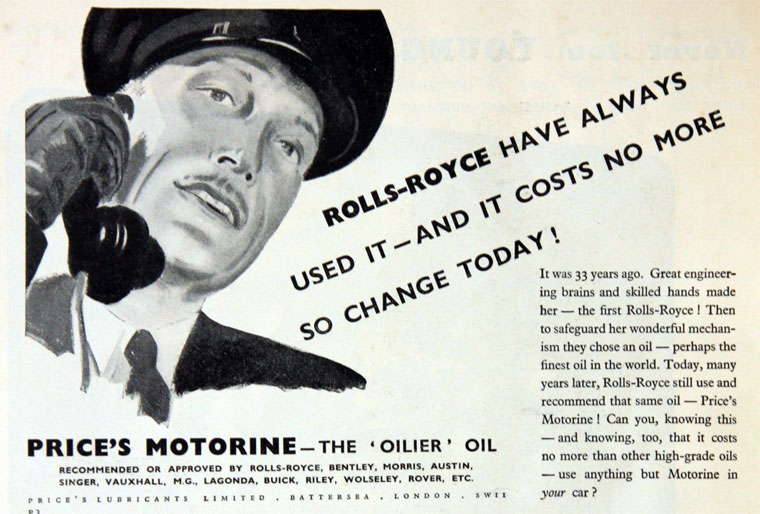 ROLLS-ROYCE HAVE ALWAYS
USED IT — AND IT COSTS NO MORE
SO CHANGE TODAY!
It was 33 years ago. Great engineer-
ing brains and skilled hands made
her — the first Rolls-Royce ! Then
to safeguard her wonderful mechan-
ism they chose an oil — perhaps the
finest oil in the world. Today, many
years later, Rolls-Royce still use and
recommend that same oil — Price's
Motorine ! Can you, knowing this
— and knowing, too, that it costs
no more than other high-grade oils
— use anything but Motorine in
your car ?
PRICE'S MOTORINE — THE 'OILIER' OIL
RECOMMENDED OR APPROVED BY ROLLS-ROYCE, BENTLEY, MORRIS, AUSTIN,
SINGER, VAUXHALL, M.G., LAGONDA, BUICK, RILEY, WOLSELEY, ROVER, ETC.
PRICE'S LUBRICANTS LIMITED . BATTERSEA . LONDON . SW11
P3